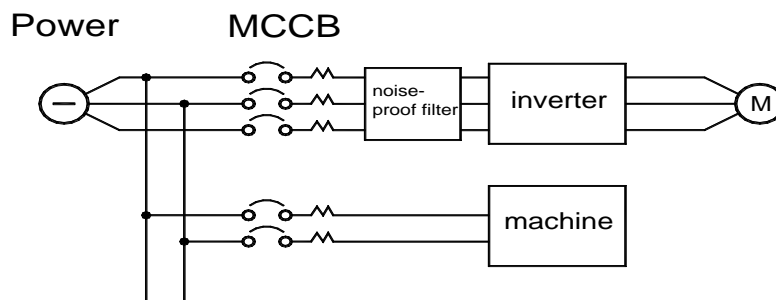 Power MCCB
noise-
proof filter
inverter
M
machine